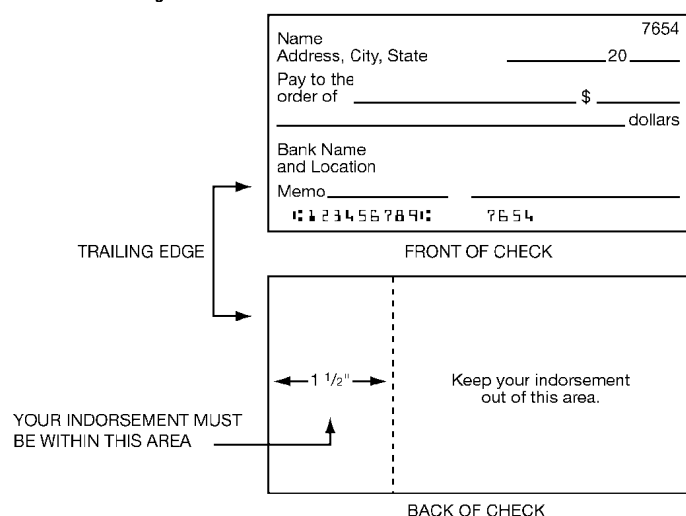 7654
Name
Address, City, State 20
Pay to the
order of $
dollars
Bank Name
and Location
Memo
⑆123456789⑆ 7654
TRAILING EDGE
FRONT OF CHECK
1 1/2"
Keep your indorsement
out of this area.
YOUR INDORSEMENT MUST
BE WITHIN THIS AREA
BACK OF CHECK